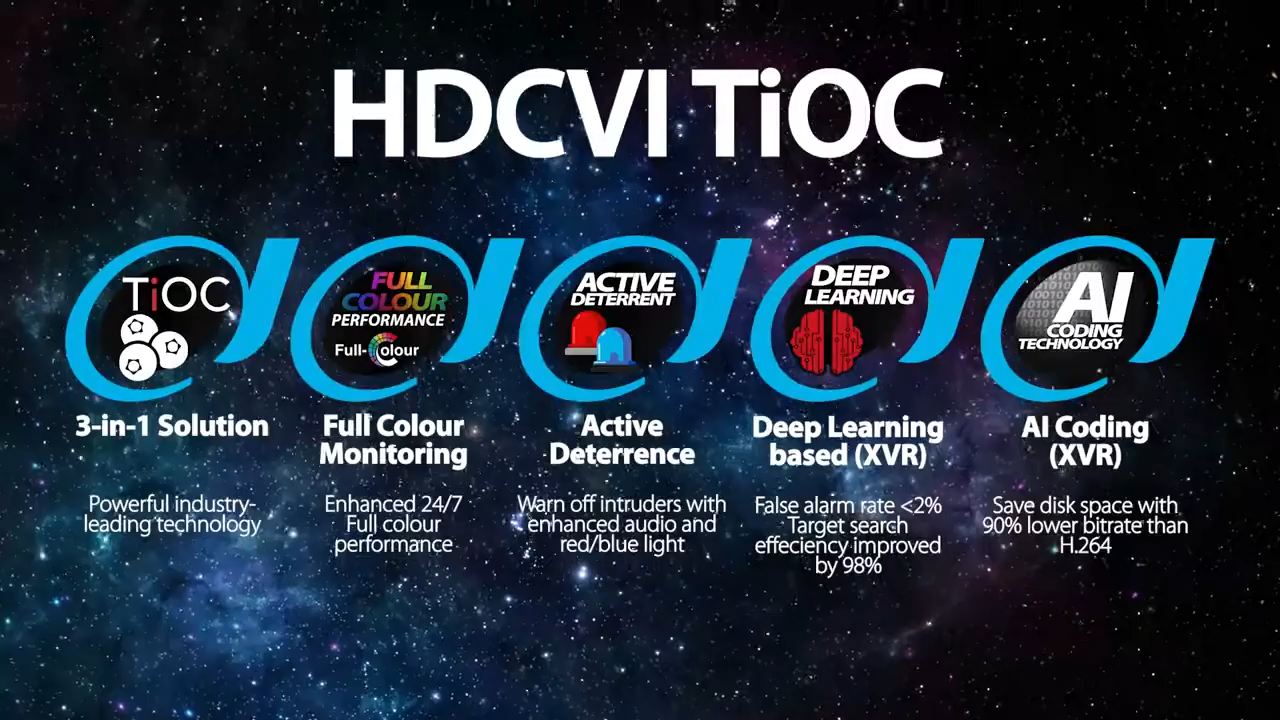 HDCVI TiOC
TiOC
FULL
COLOUR
PERFORMANCE
Full-Colour
ACTIVE
DETERRENT
DEEP
LEARNING
AI
CODING
TECHNOLOGY
3-in-1 Solution
Full Colour
Monitoring
Active
Deterrence
Deep Learning
based (XVR)
AI Coding
(XVR)
Powerful industry-
leading technology
Enhanced 24/7
Full colour
performance
Warn off intruders with
enhanced audio and
red/blue light
False alarm rate <2%
Target search
effeciency improved
by 98%
Save disk space with
90% lower bitrate than
H.264